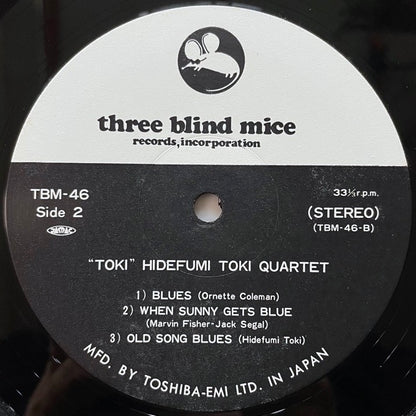 three blind mice
records, incorporation
TBM-46
33⅓ r.p.m.
Side 2
(STEREO)
(TBM-46-B)
"TOKI" HIDEFUMI TOKI QUARTET
1) BLUES (Ornette Coleman)
2) WHEN SUNNY GETS BLUE
(Marvin Fisher-Jack Segal)
3) OLD SONG BLUES (Hidefumi Toki)
MFD. BY TOSHIBA-EMI LTD. IN JAPAN